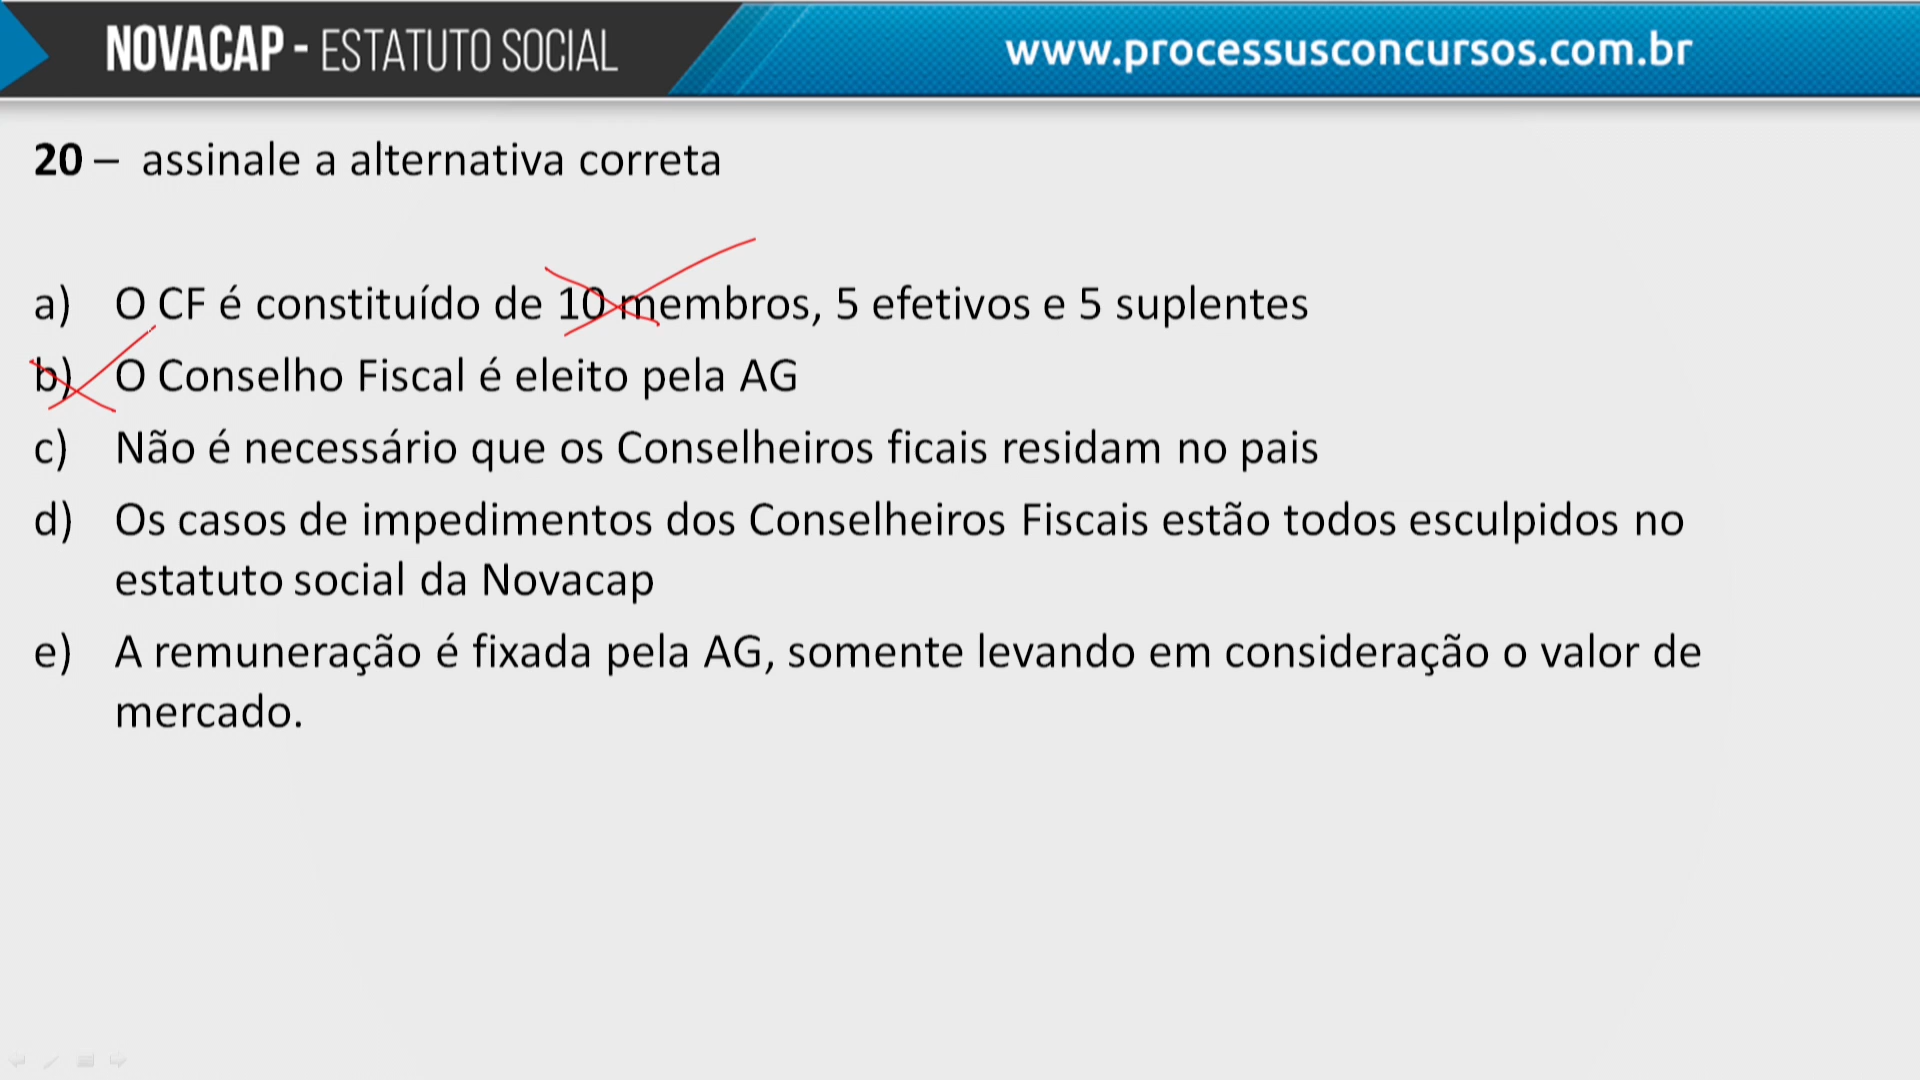 NOVACAP - ESTATUTO SOCIAL
www.processusconcursos.com.br
20 – assinale a alternativa correta
a) O CF é constituído de 10 membros, 5 efetivos e 5 suplentes
b) O Conselho Fiscal é eleito pela AG
c) Não é necessário que os Conselheiros ficais residam no pais
d) Os casos de impedimentos dos Conselheiros Fiscais estão todos esculpidos no
estatuto social da Novacap
e) A remuneração é fixada pela AG, somente levando em consideração o valor de
mercado.